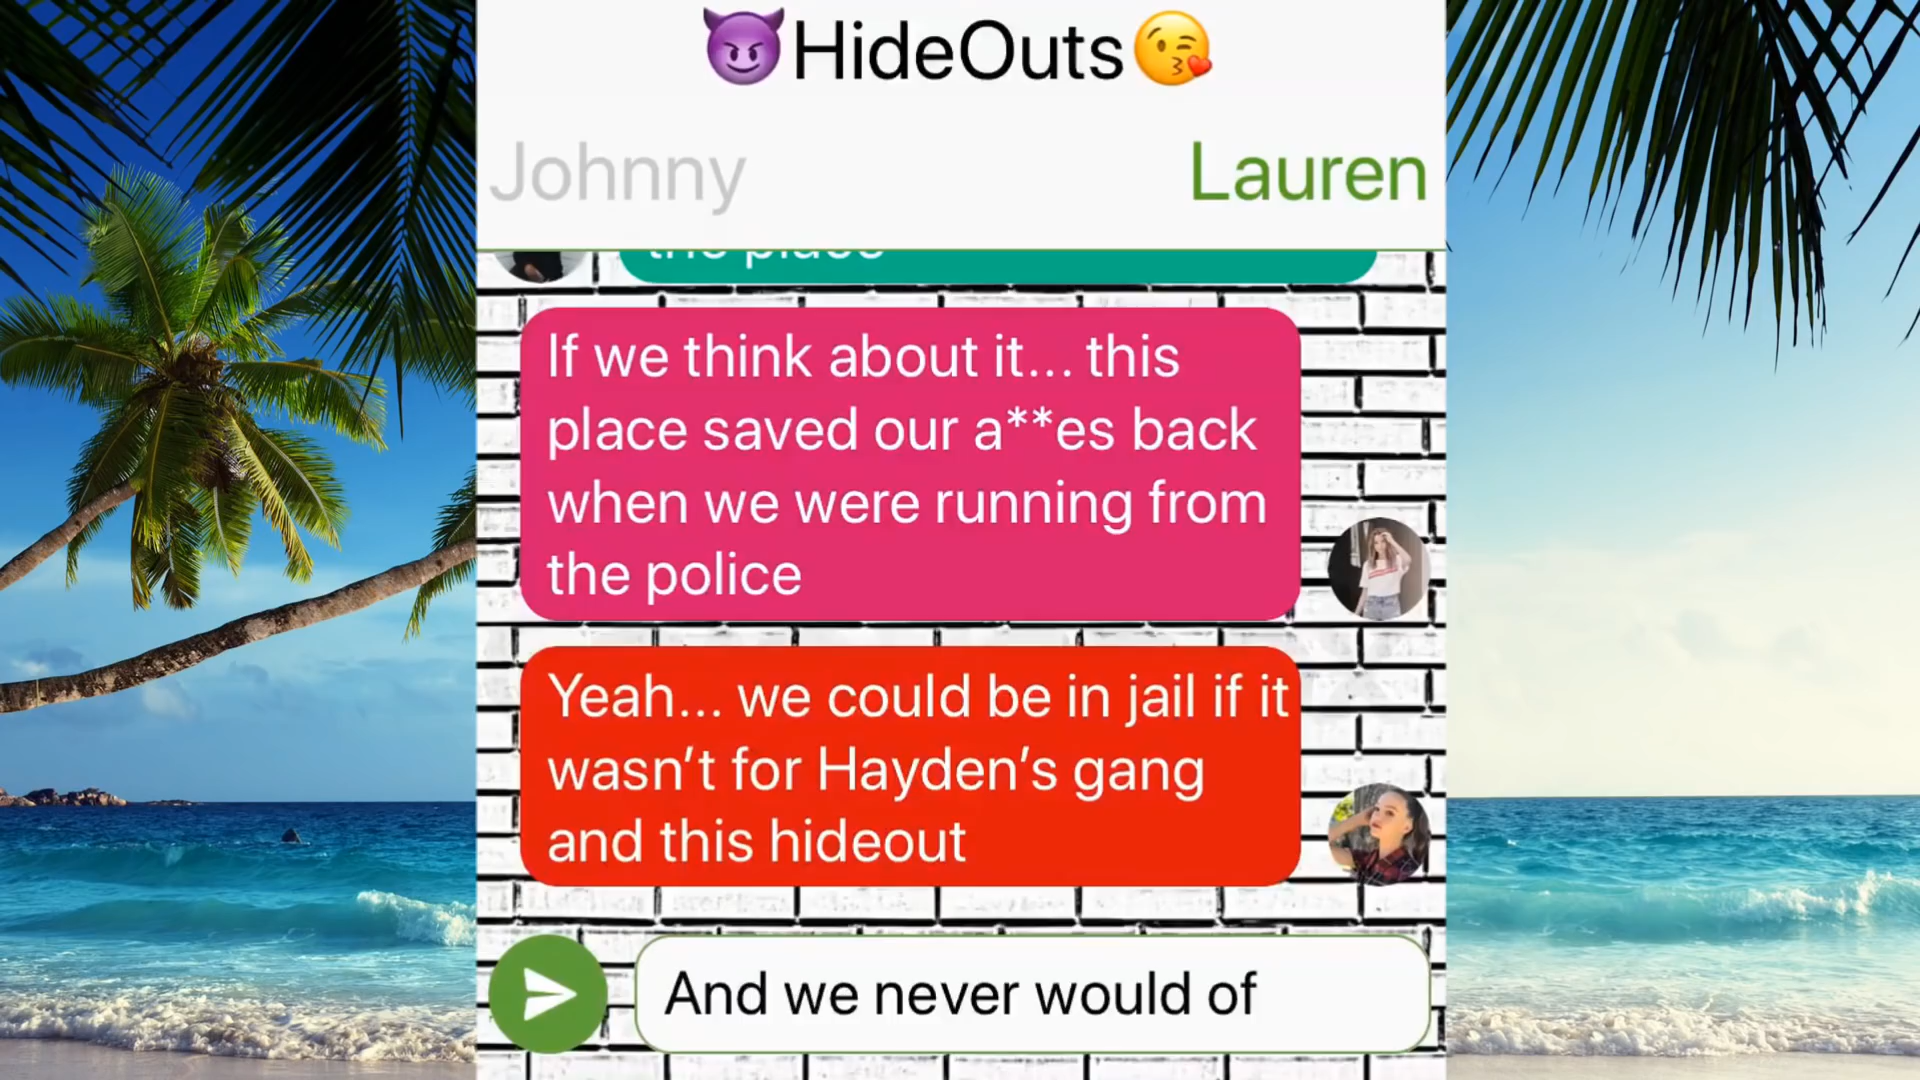 😈HideOuts😘
Johnny
Lauren
the place
If we think about it... this
place saved our a**es back
when we were running from
the police
Yeah... we could be in jail if it
wasn’t for Hayden’s gang
and this hideout
And we never would of